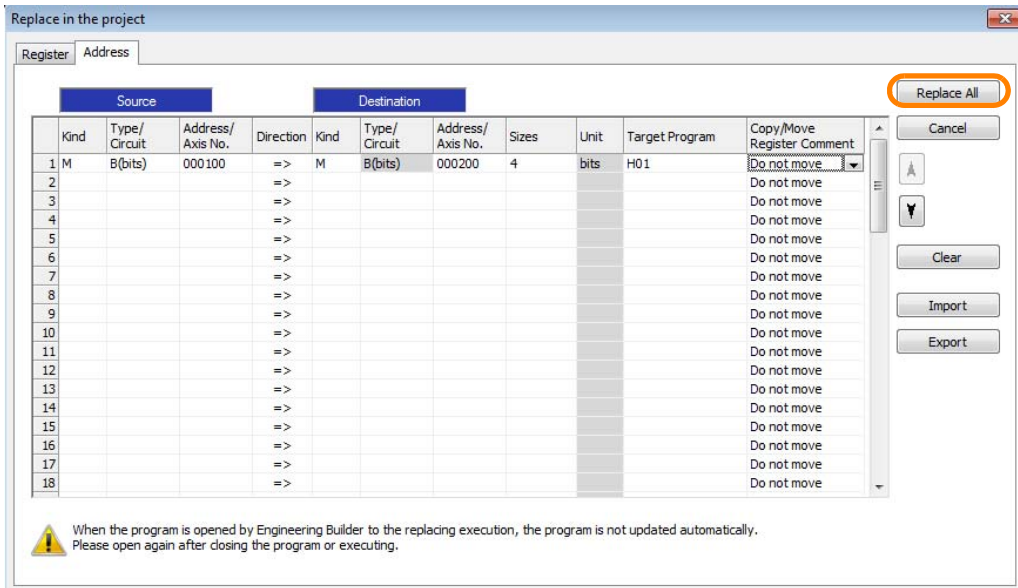 Replace in the project
Register Address
Source Destination
Replace All
Kind Type/ Circuit Address/ Axis No. Direction Kind Type/ Circuit Address/ Axis No. Sizes Unit Target Program Copy/Move Register Comment
Cancel
1 M B(bits) 000100 => M B(bits) 000200 4 bits H01 Do not move
2 => Do not move
3 => Do not move
4 => Do not move
5 => Do not move
6 => Do not move
Clear
7 => Do not move
8 => Do not move
9 => Do not move
Import
10 => Do not move
11 => Do not move
Export
12 => Do not move
13 => Do not move
14 => Do not move
15 => Do not move
16 => Do not move
17 => Do not move
18 => Do not move
When the program is opened by Engineering Builder to the replacing execution, the program is not updated automatically.
Please open again after closing the program or executing.